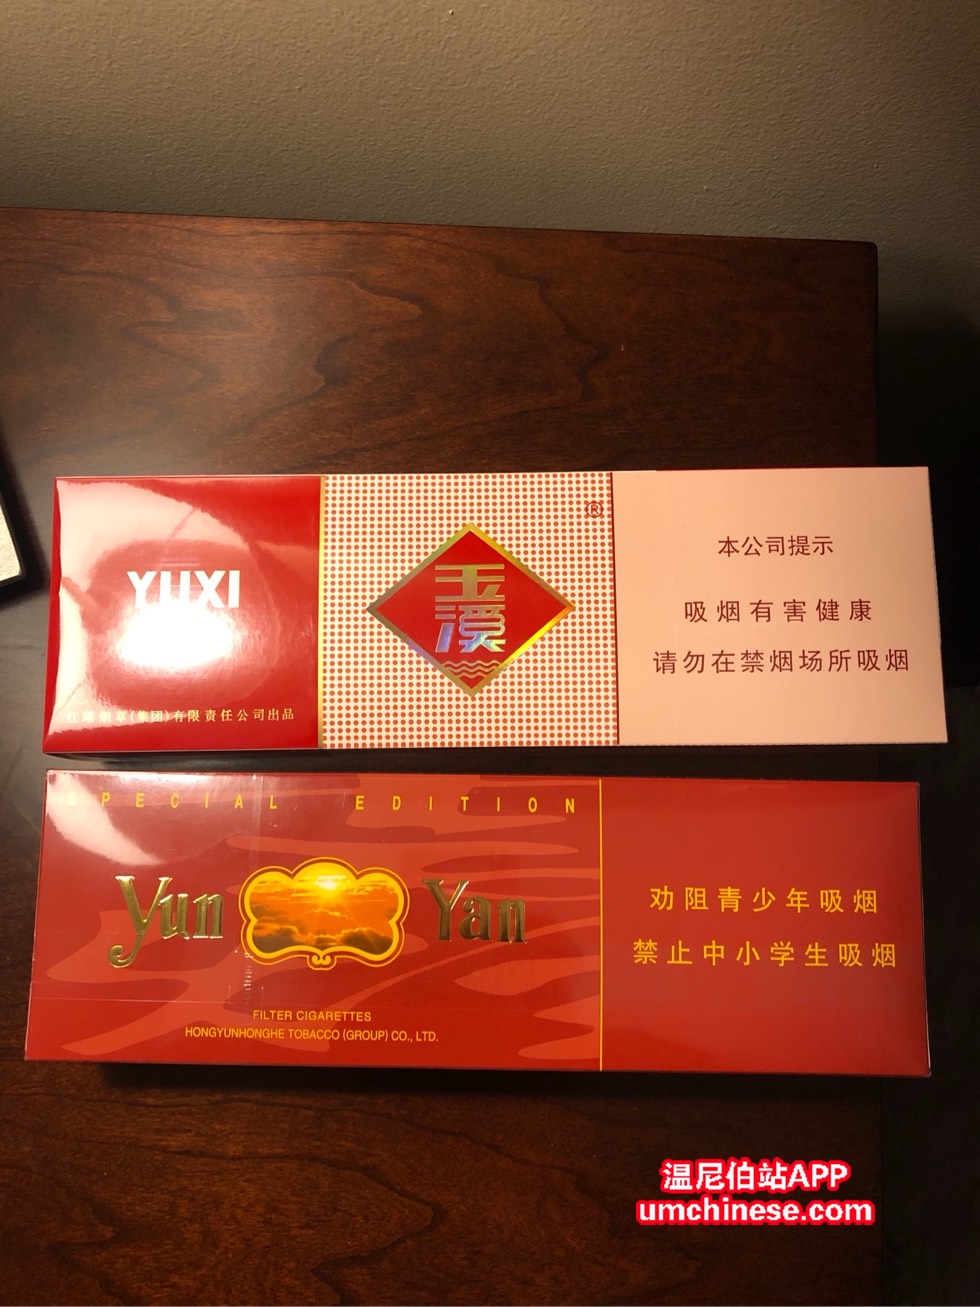 YUXI
红塔烟草(集团)有限责任公司出品
玉
溪
®
本公司提示
吸烟有害健康
请勿在禁烟场所吸烟
SPECIAL EDITION
Yun Yan
FILTER CIGARETTES
HONGYUNHONGHE TOBACCO (GROUP) CO., LTD.
劝阻青少年吸烟
禁止中小学生吸烟
温尼伯站APP
umchinese.com